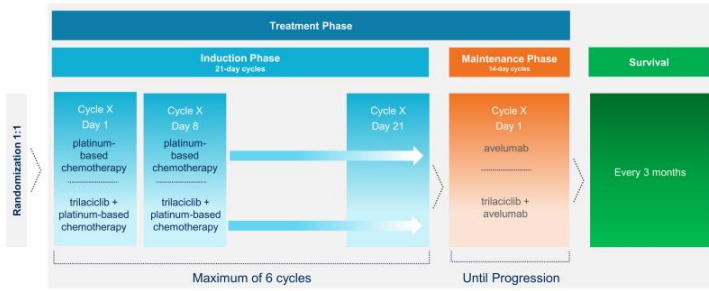 Treatment Phase
Induction Phase
21-day cycles
Maintenance Phase
14-day cycles
Survival
Randomization 1:1
Cycle X
Day 1
platinum-
based
chemotherapy
trilaciclib +
platinum-based
chemotherapy
Cycle X
Day 8
platinum-
based
chemotherapy
trilaciclib +
platinum-based
chemotherapy
Cycle X
Day 21
Cycle X
Day 1
avelumab
trilaciclib +
avelumab
Every 3 months
Maximum of 6 cycles
Until Progression